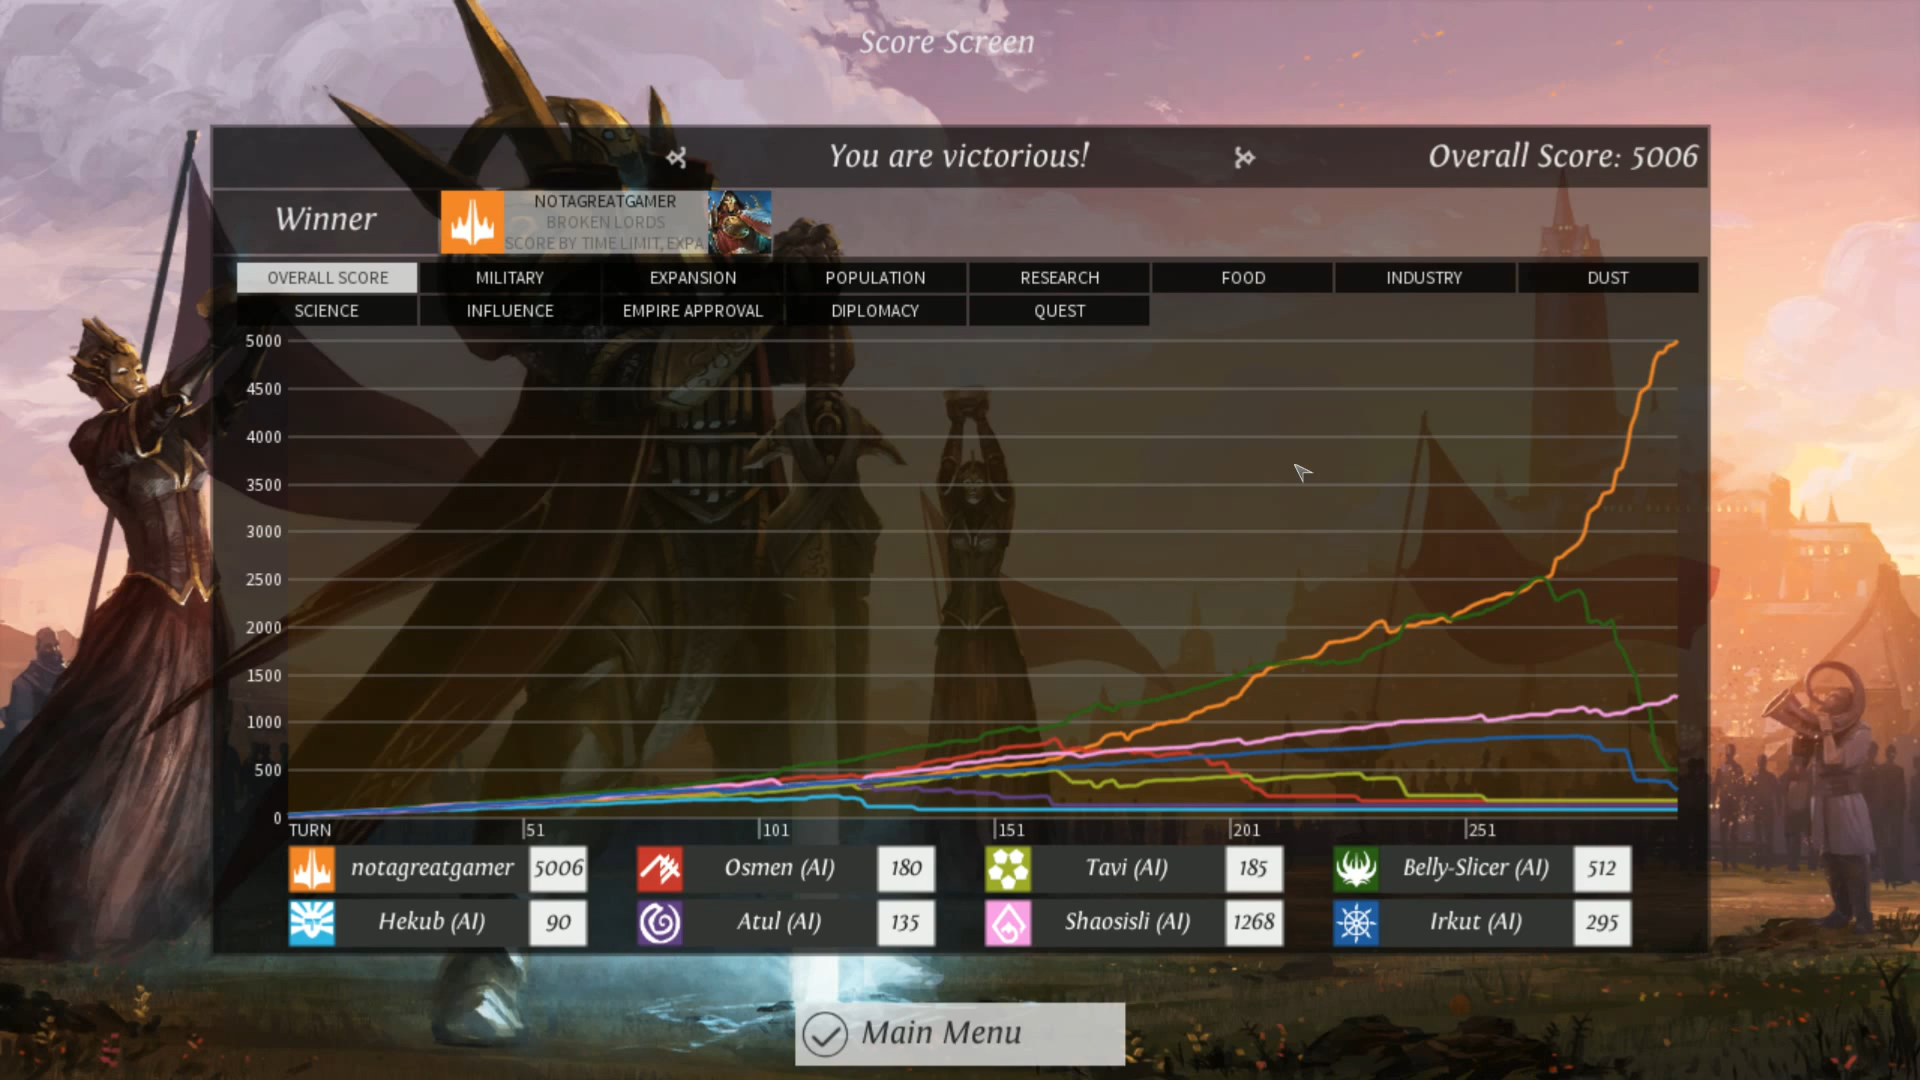 Score Screen
You are victorious!
Overall Score: 5006
Winner
NOTAGREATGAMER
BROKEN LORDS
SCORE BY TIME LIMIT, EXPA
OVERALL SCORE MILITARY EXPANSION POPULATION RESEARCH FOOD INDUSTRY DUST
SCIENCE INFLUENCE EMPIRE APPROVAL DIPLOMACY QUEST
5000
4500
4000
3500
3000
2500
2000
1500
1000
500
0
TURN 51 101 151 201 251
notagreatgamer 5006 Osmen (AI) 180 Tavi (AI) 185 Belly-Slicer (AI) 512
Hekub (AI) 90 Atul (AI) 135 Shaosisli (AI) 1268 Irkut (AI) 295
Main Menu